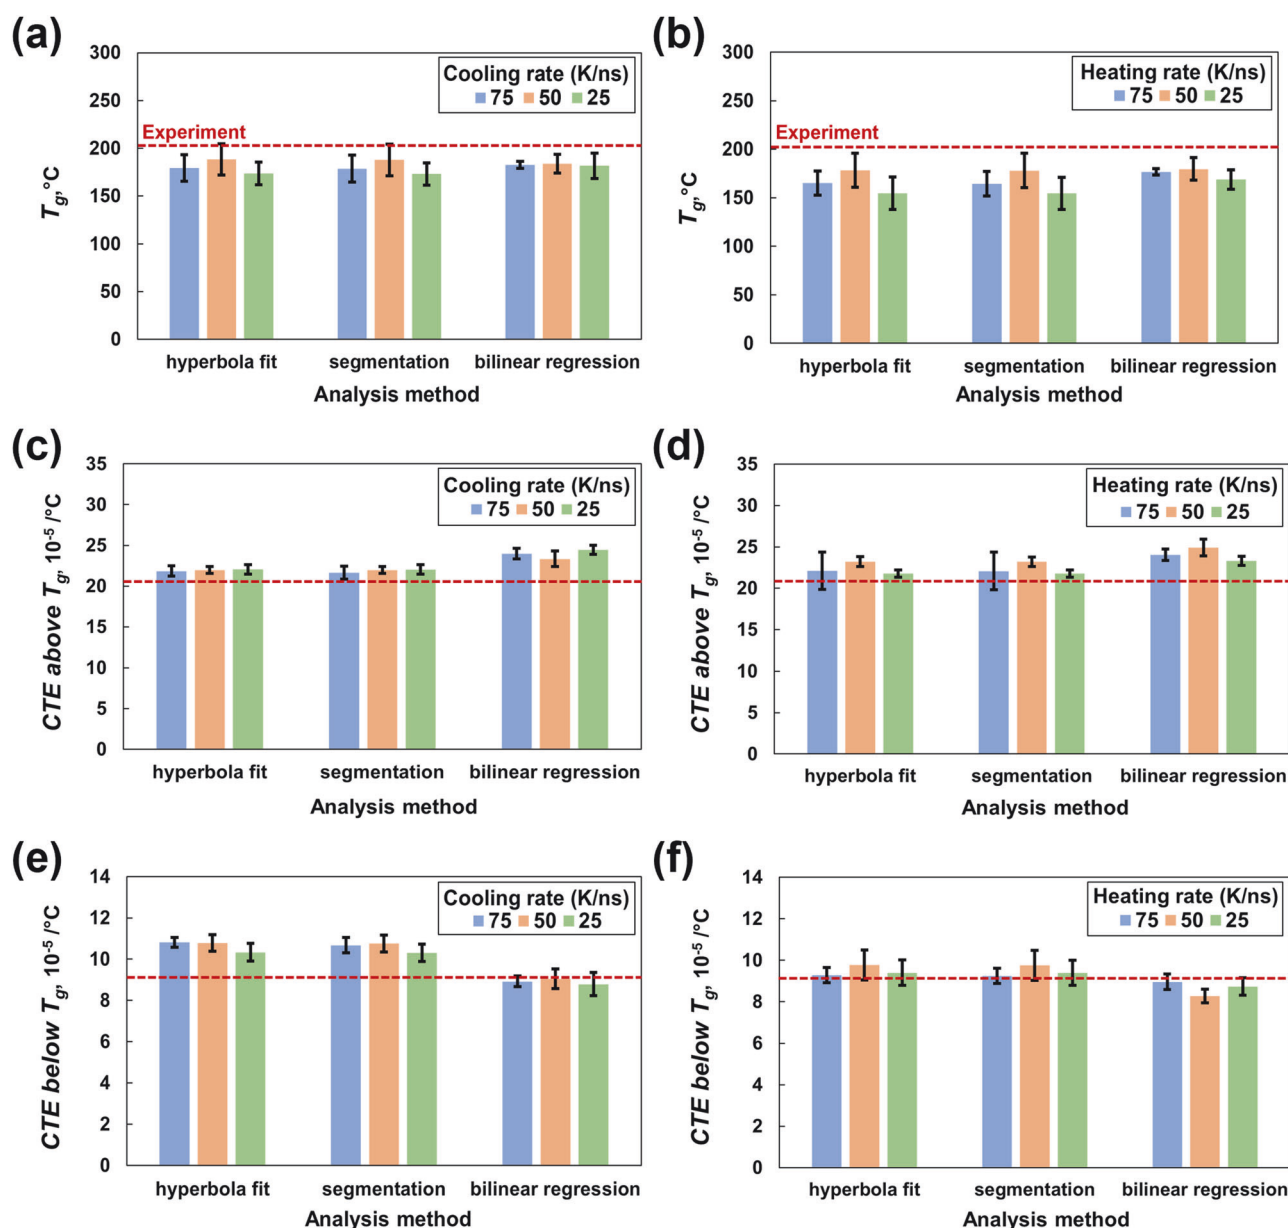 (a)
300
250
200
150
100
50
0
Tg,°C
Cooling rate (K/ns)
75 50 25
Experiment
hyperbola fit segmentation bilinear regression
Analysis method
(b)
300
250
200
150
100
50
0
Tg,°C
Heating rate (K/ns)
75 50 25
Experiment
hyperbola fit segmentation bilinear regression
Analysis method
(c)
35
30
25
20
15
10
5
0
CTE above Tg, 10⁻⁵ /°C
Cooling rate (K/ns)
75 50 25
hyperbola fit segmentation bilinear regression
Analysis method
(d)
35
30
25
20
15
10
5
0
CTE above Tg, 10⁻⁵ /°C
Heating rate (K/ns)
75 50 25
hyperbola fit segmentation bilinear regression
Analysis method
(e)
14
12
10
8
6
4
2
0
CTE below Tg, 10⁻⁵ /°C
Cooling rate (K/ns)
75 50 25
hyperbola fit segmentation bilinear regression
Analysis method
(f)
14
12
10
8
6
4
2
0
CTE below Tg, 10⁻⁵ /°C
Heating rate (K/ns)
75 50 25
hyperbola fit segmentation bilinear regression
Analysis method